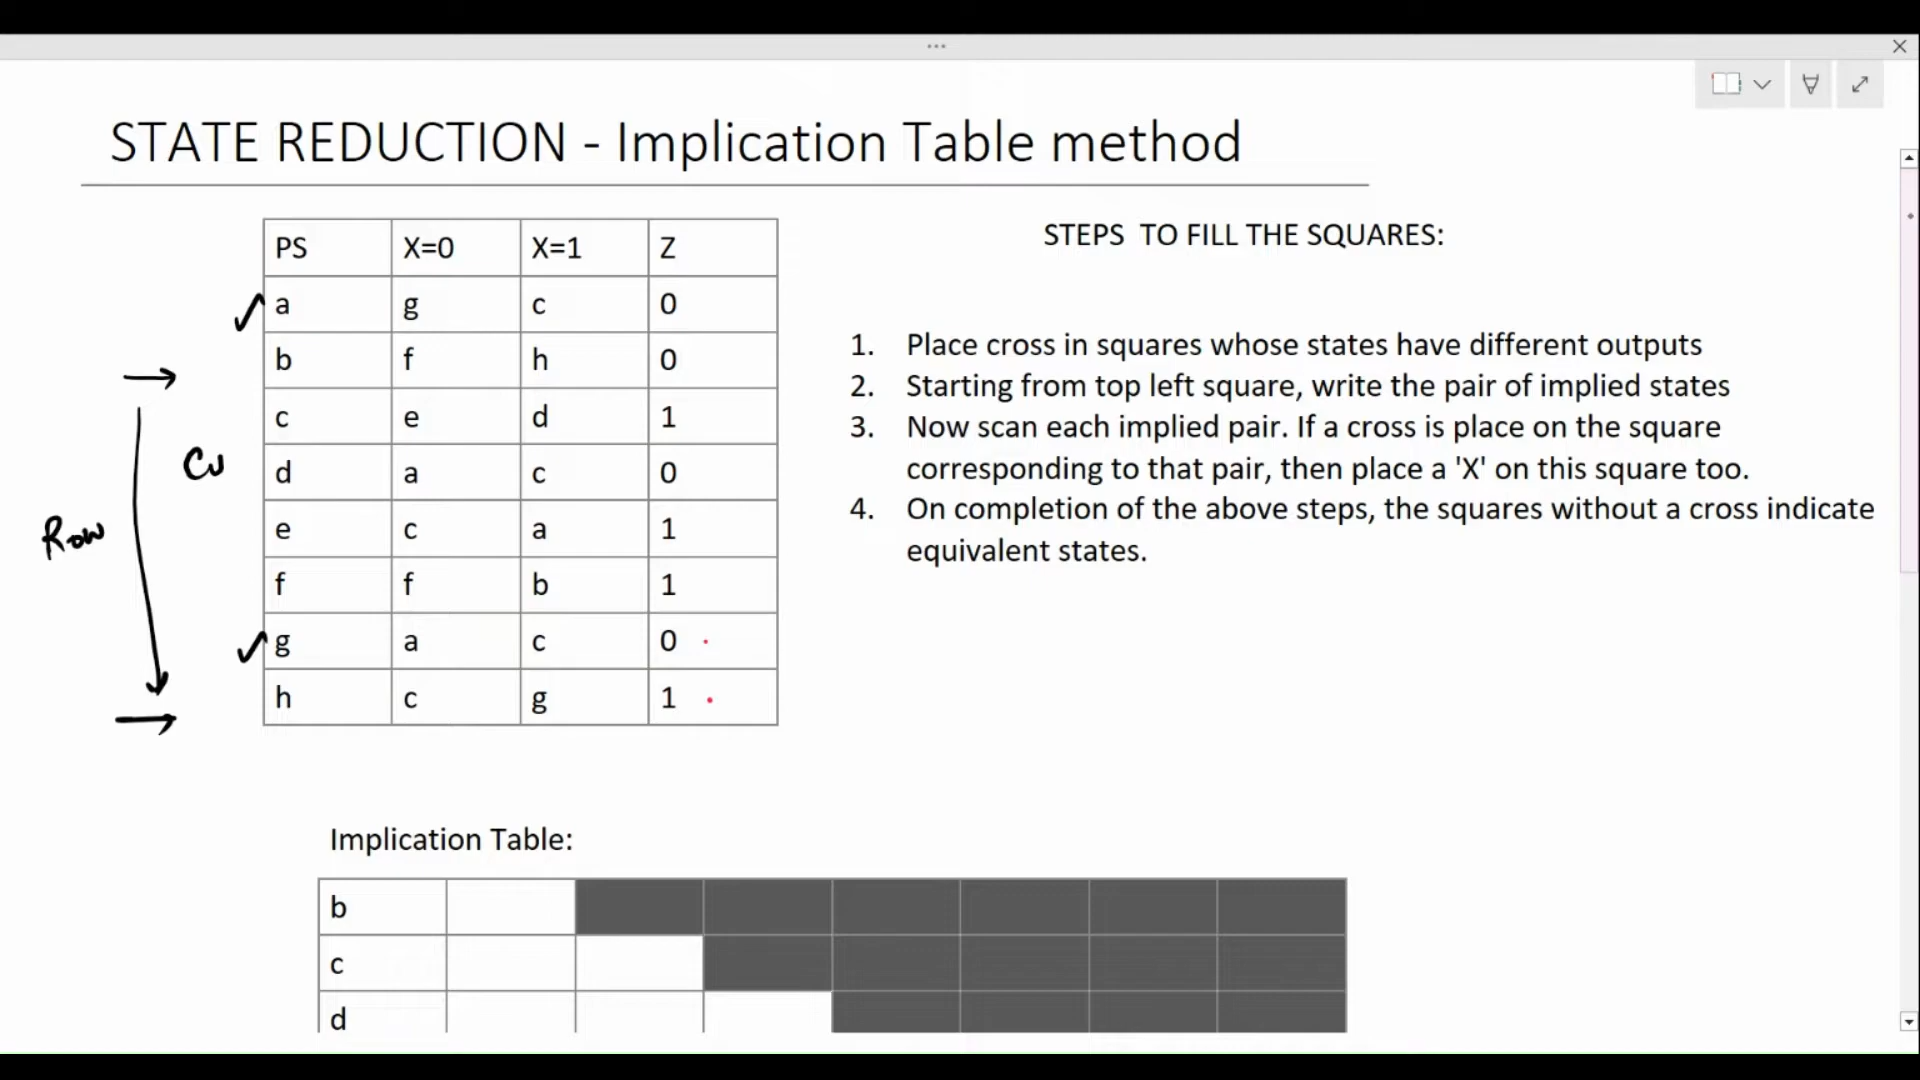 STATE REDUCTION - Implication Table method
PS X=0 X=1 Z
a g c 0
b f h 0
c e d 1
d a c 0
e c a 1
f f b 1
g a c 0
h c g 1
Row
STEPS TO FILL THE SQUARES:
1. Place cross in squares whose states have different outputs
2. Starting from top left square, write the pair of implied states
3. Now scan each implied pair. If a cross is place on the square
corresponding to that pair, then place a 'X' on this square too.
4. On completion of the above steps, the squares without a cross indicate
equivalent states.
Implication Table:
b
c
d